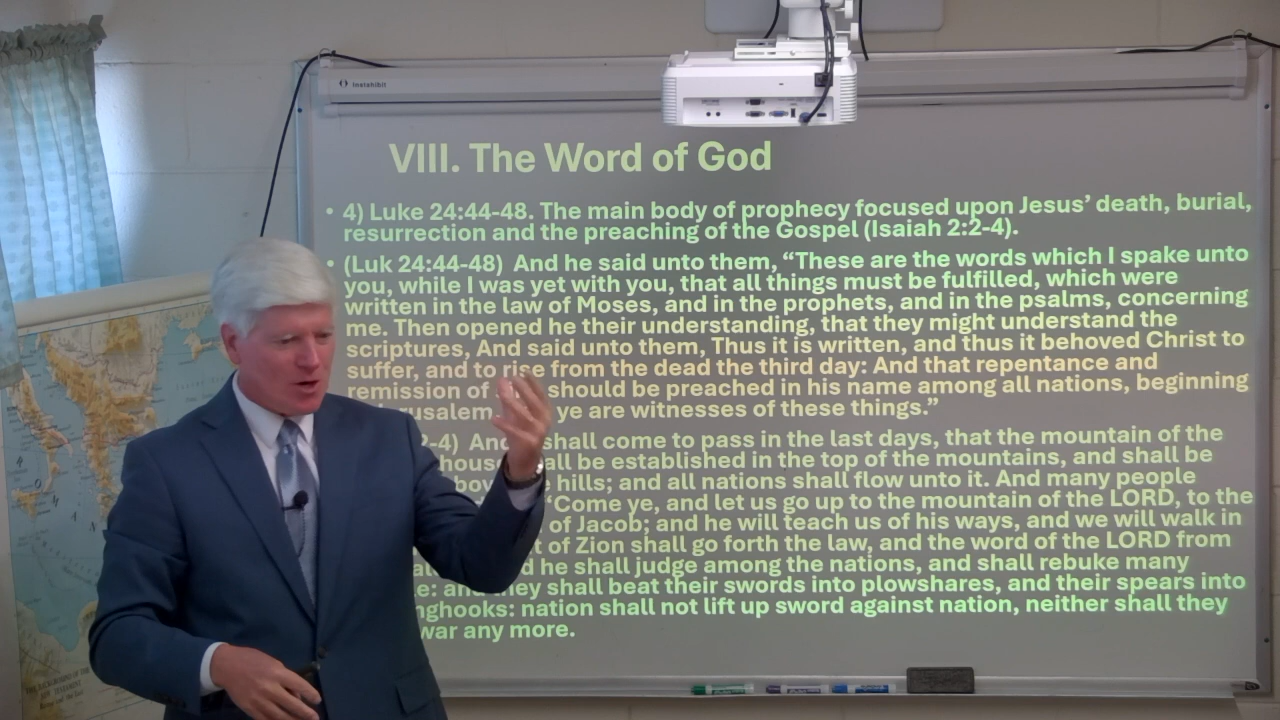 Instahibit
VIII. The Word of God
• 4) Luke 24:44-48. The main body of prophecy focused upon Jesus’ death, burial,
resurrection and the preaching of the Gospel (Isaiah 2:2-4).
• (Luk 24:44-48) And he said unto them, “These are the words which I spake unto
you, while I was yet with you, that all things must be fulfilled, which were
written in the law of Moses, and in the prophets, and in the psalms, concerning
me. Then opened he their understanding, that they might understand the
scriptures, And said unto them, Thus it is written, and thus it behoved Christ to
suffer, and to rise from the dead the third day: And that repentance and
remission of should be preached in his name among all nations, beginning
rusalem ye are witnesses of these things.”
2-4) And shall come to pass in the last days, that the mountain of the
hous all be established in the top of the mountains, and shall be
bov e hills; and all nations shall flow unto it. And many people
“Come ye, and let us go up to the mountain of the LORD, to the
of Jacob; and he will teach us of his ways, and we will walk in
t of Zion shall go forth the law, and the word of the LORD from
d he shall judge among the nations, and shall rebuke many
e: and they shall beat their swords into plowshares, and their spears into
nghooks: nation shall not lift up sword against nation, neither shall they
war any more.